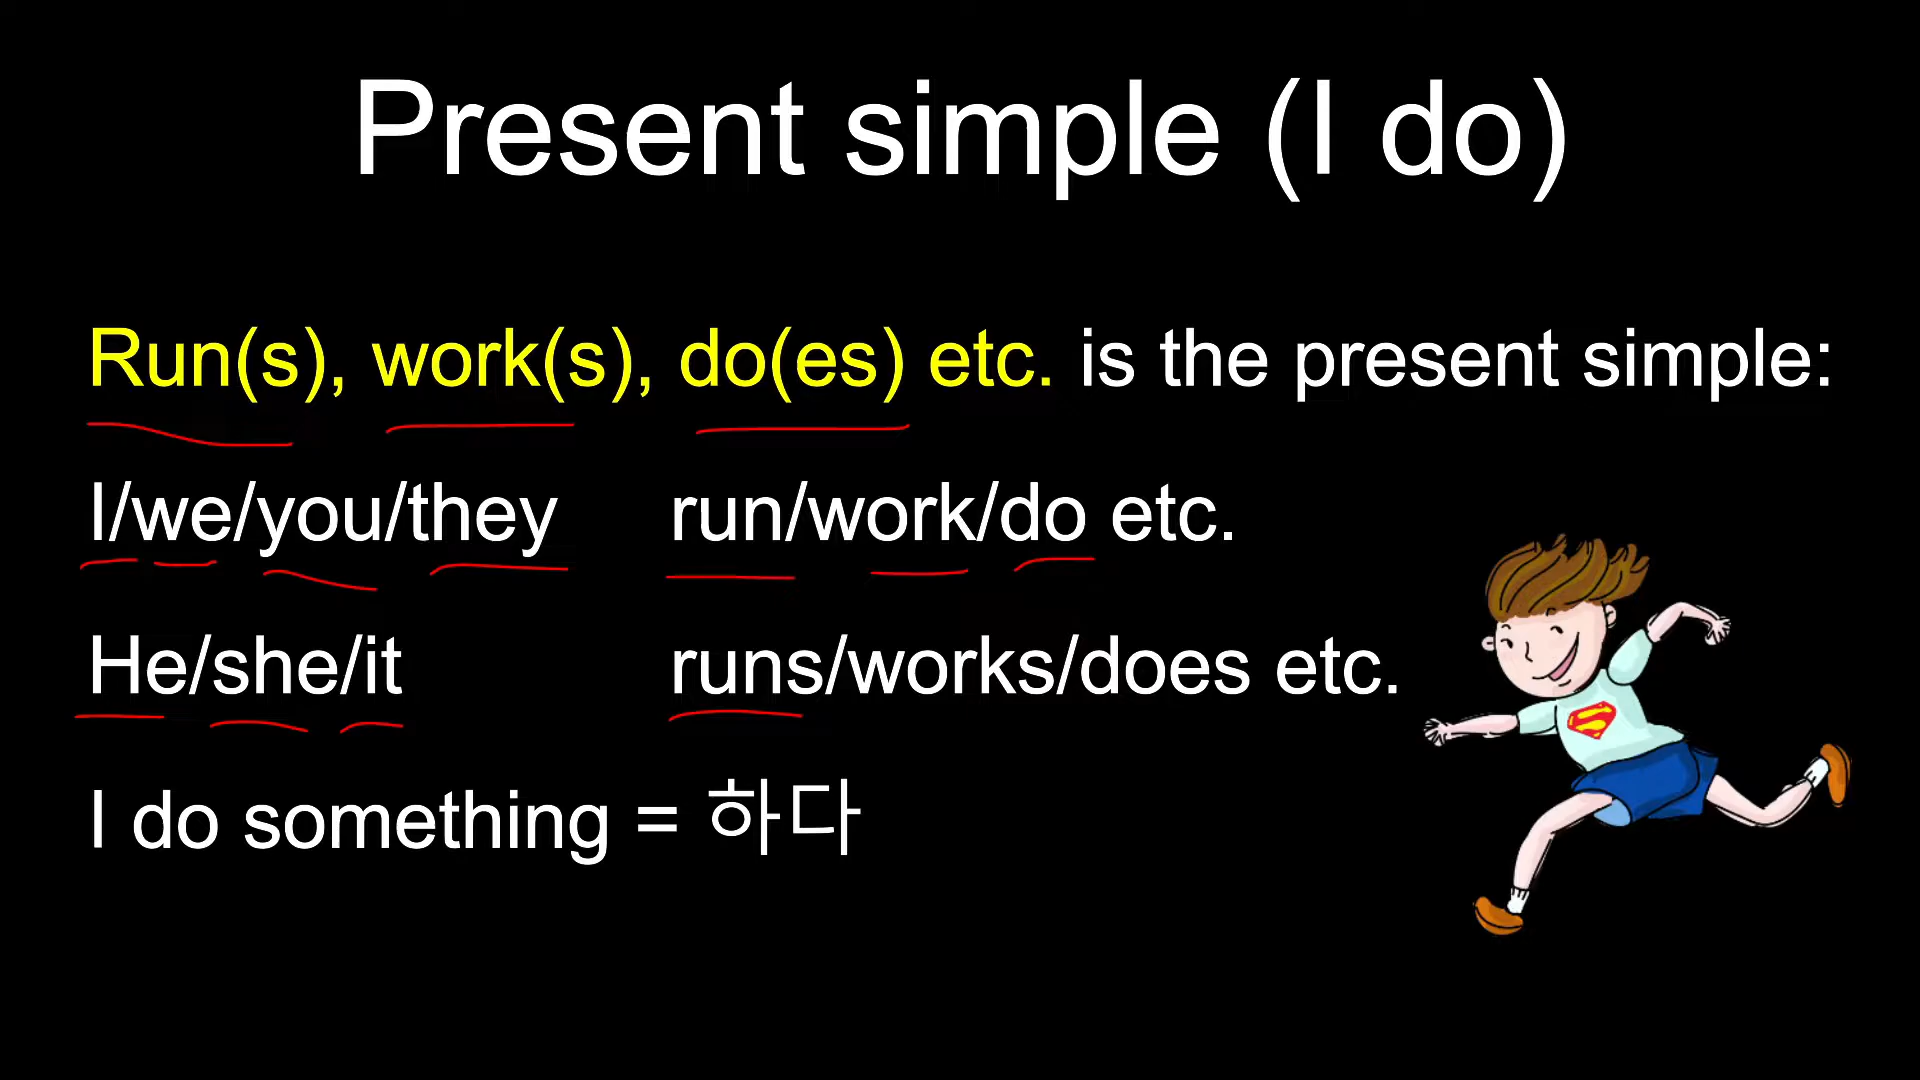 Present simple (I do)
Run(s), work(s), do(es) etc. is the present simple:
I/we/you/they run/work/do etc.
He/she/it runs/works/does etc.
I do something = 하다